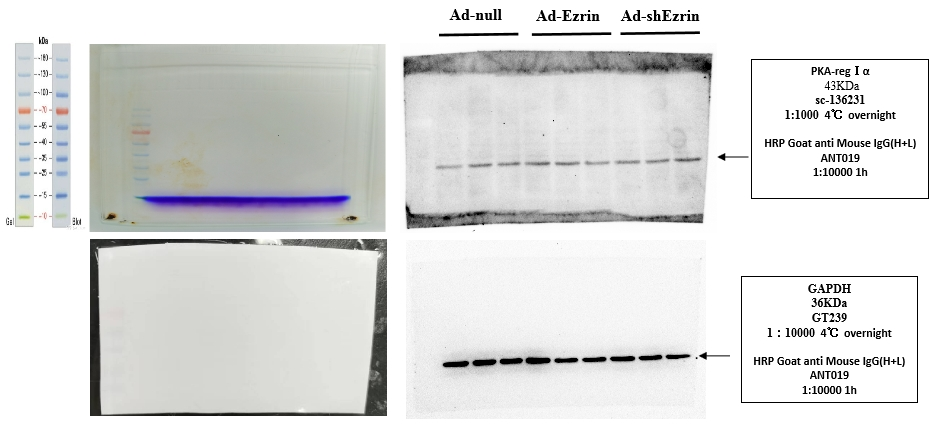 Ad-null Ad-Ezrin Ad-shEzrin
kDa
-180-
-130-
-100-
-70-
-55-
-40-
-35-
-25-
-15-
-10-
Gel Blot
PKA-reg Ⅰ α
43KDa
sc-136231
1:1000 4℃ overnight
HRP Goat anti Mouse IgG(H+L)
ANT019
1:10000 1h
GAPDH
36KDa
GT239
1：10000 4℃ overnight
HRP Goat anti Mouse IgG(H+L)
ANT019
1:10000 1h